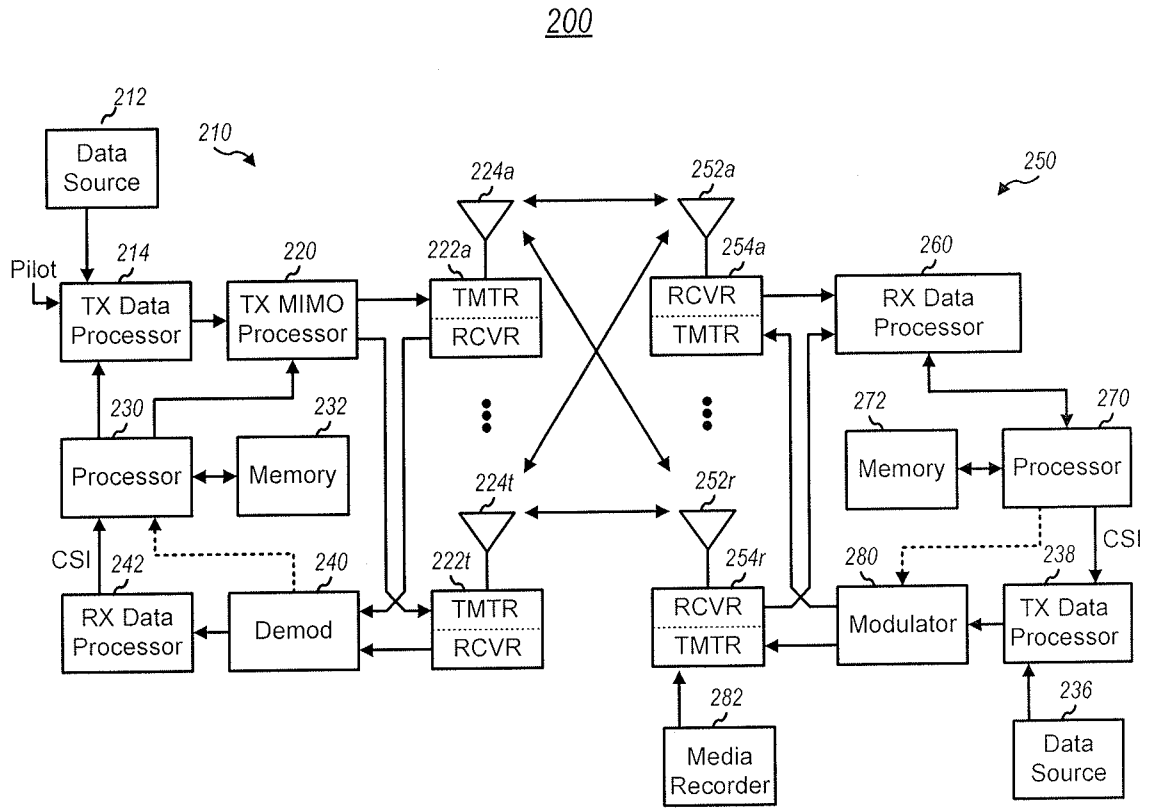 200
212
Data
Source
210
224a
252a
250
Pilot
214
TX Data
Processor
220
TX MIMO
Processor
222a
TMTR
RCVR
254a
RCVR
TMTR
260
RX Data
Processor
230
Processor
232
Memory
272
Memory
270
Processor
224t
252r
CSI
242
RX Data
Processor
240
Demod
222t
TMTR
RCVR
254r
RCVR
TMTR
280
Modulator
CSI
238
TX Data
Processor
282
Media
Recorder
236
Data
Source